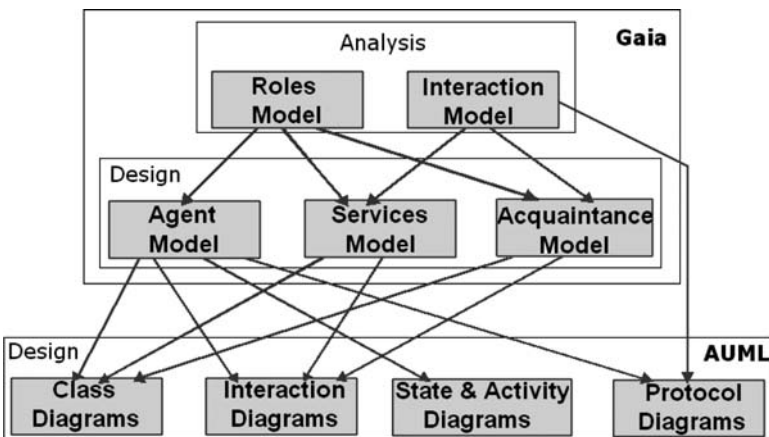 Analysis
Gaia
Roles
Model
Interaction
Model
Design
Agent
Model
Services
Model
Acquaintance
Model
Design
AUML
Class
Diagrams
Interaction
Diagrams
State & Activity
Diagrams
Protocol
Diagrams